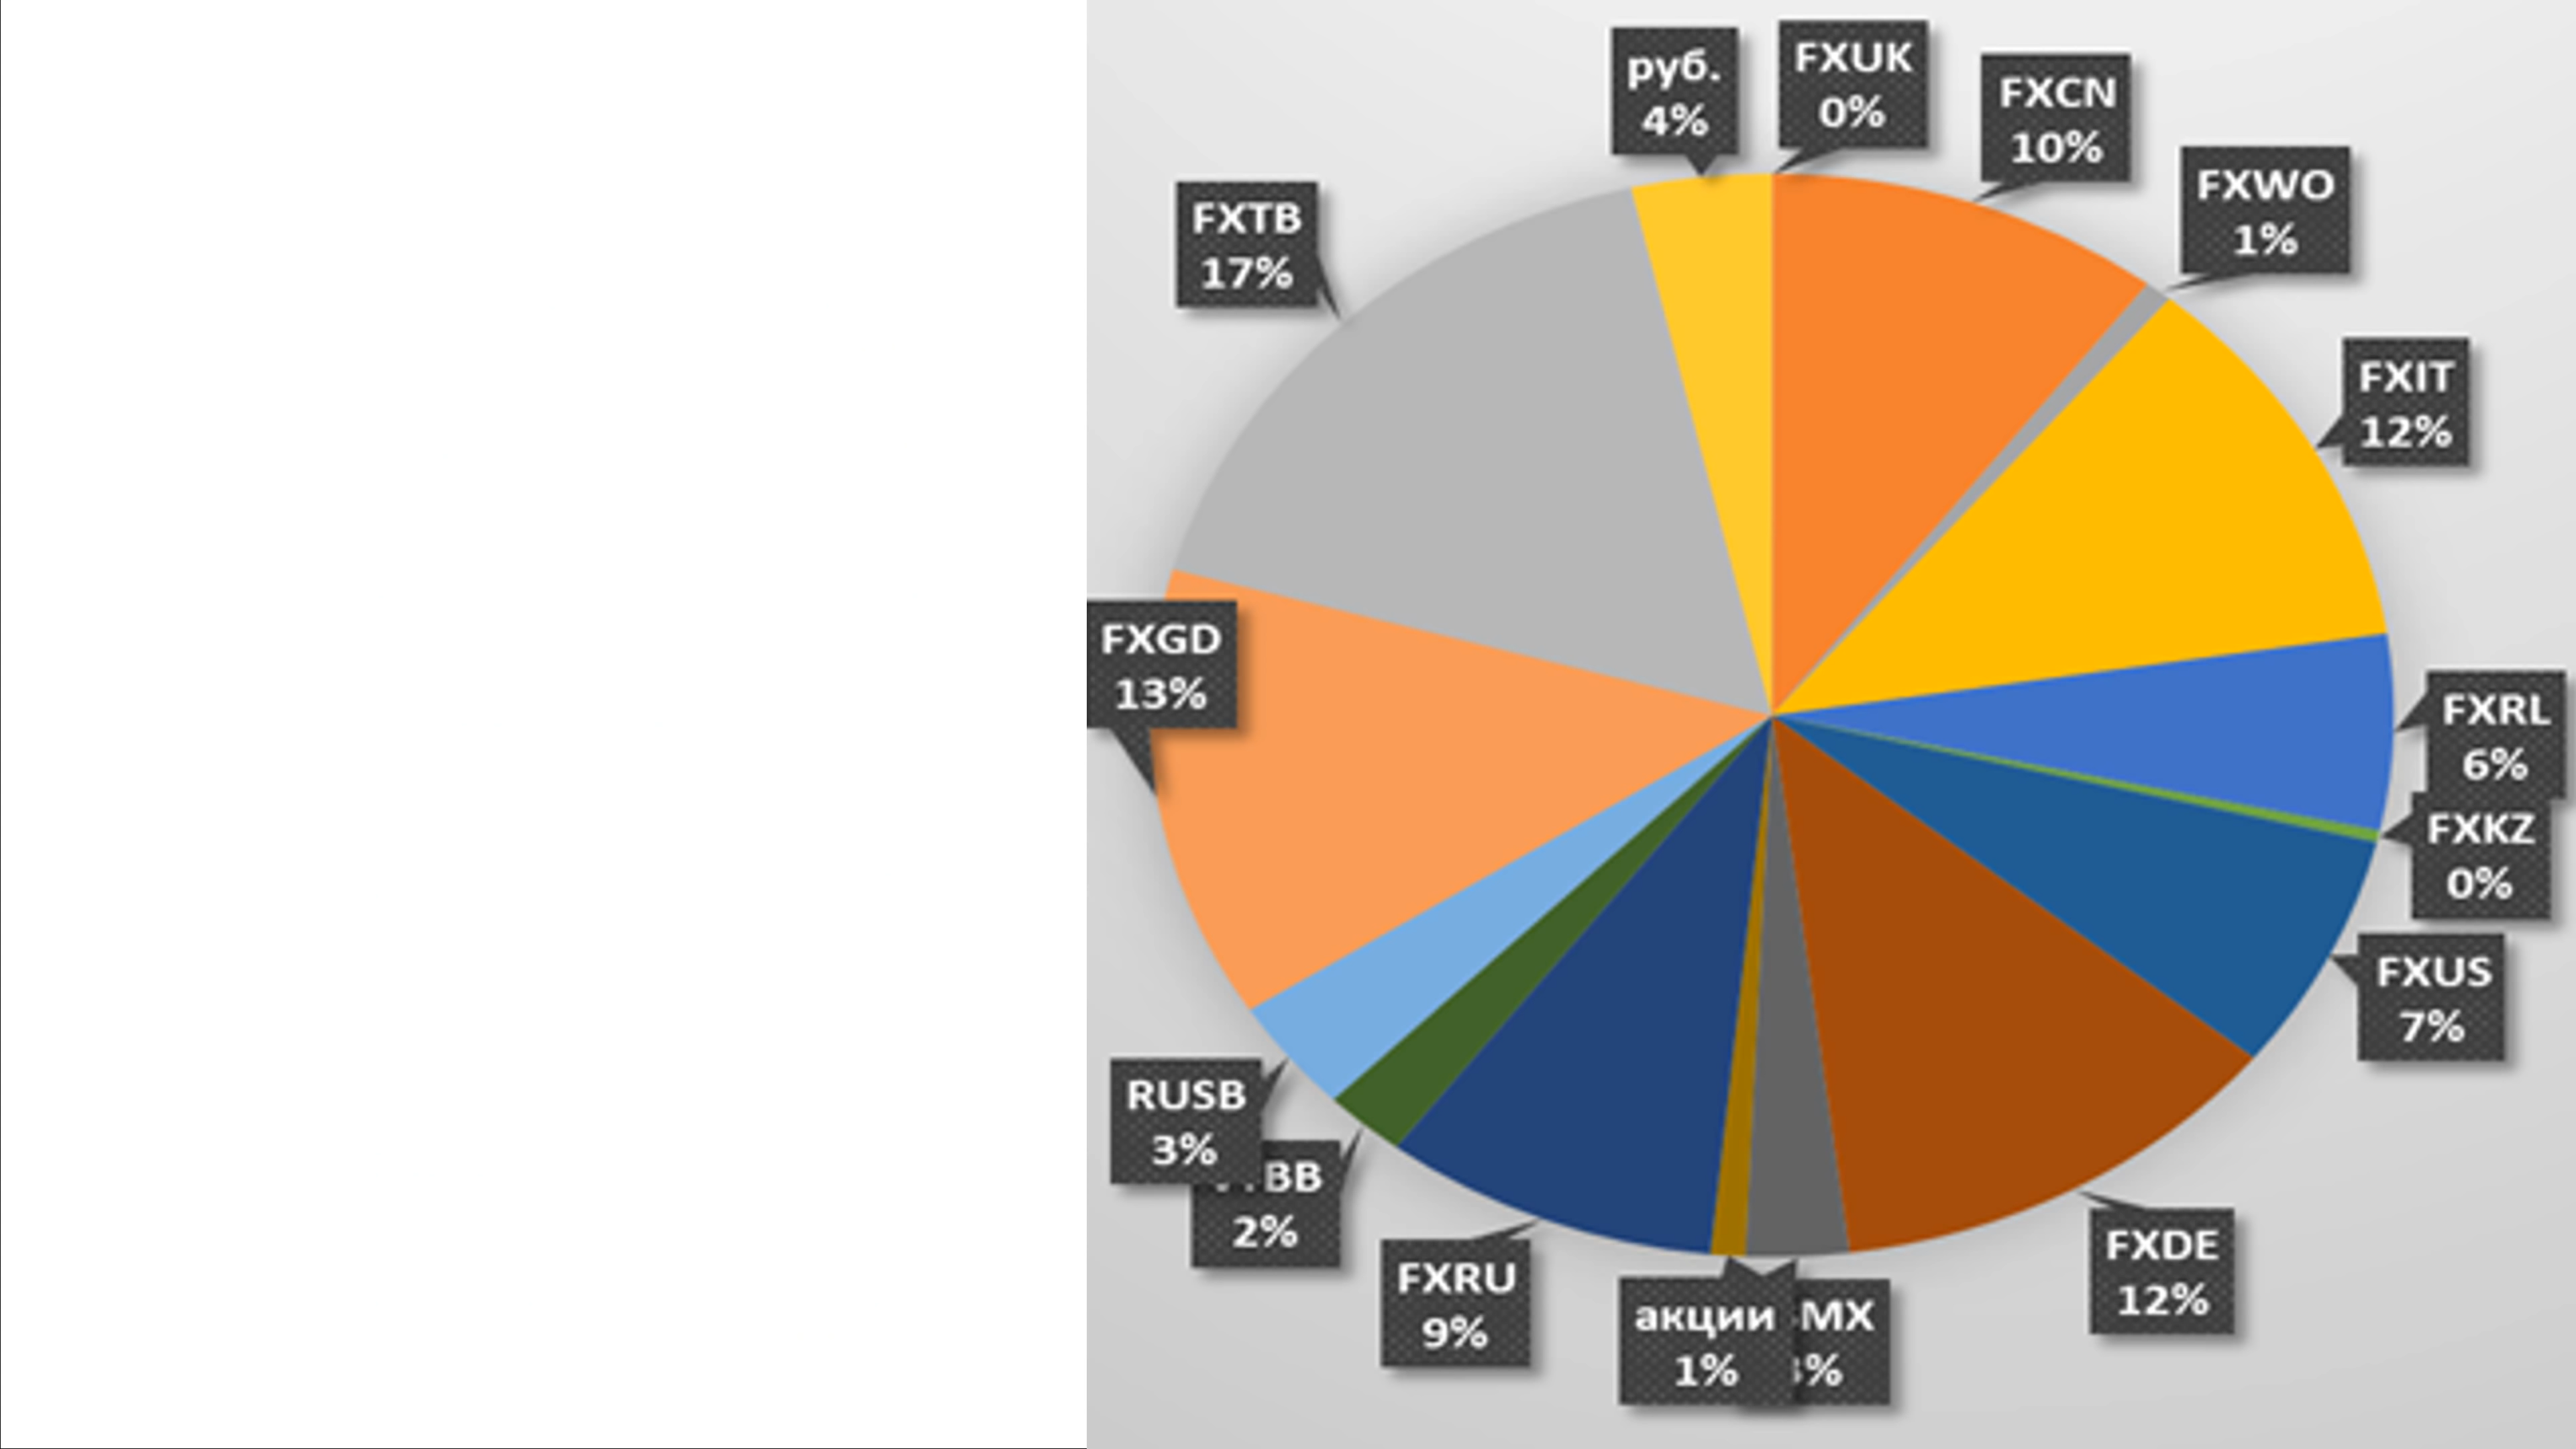 руб.
4%
FXUK
0%
FXCN
10%
FXWO
1%
FXIT
12%
FXRL
6%
FXKZ
0%
FXUS
7%
FXDE
12%
акции
1%
FXRU
9%
2%
RUSB
3%
FXGD
13%
FXTB
17%